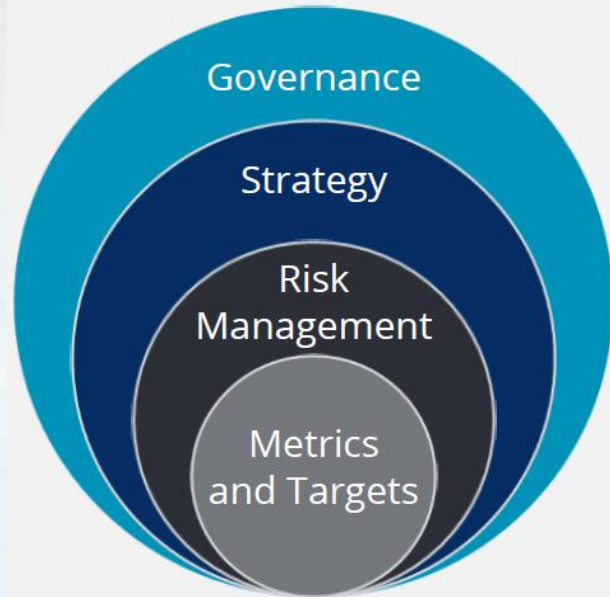 Governance
Strategy
Risk
Management
Metrics
and Targets